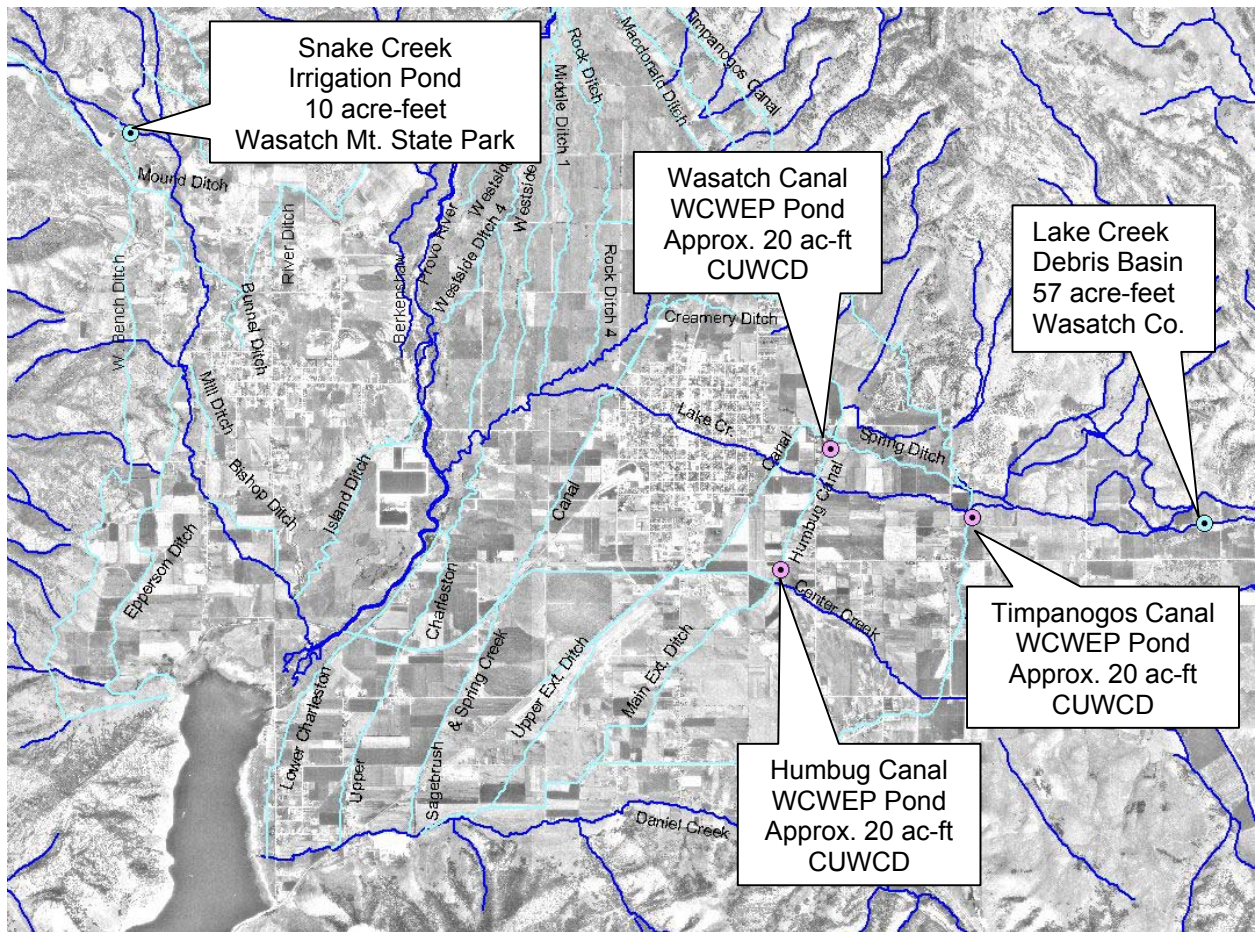 Snake Creek
Irrigation Pond
10 acre-feet
Wasatch Mt. State Park
Rock Ditch
Middle Ditch 1
Macdonald Ditch
Timpanogos Canal
Wasatch Canal
WCWEP Pond
Approx. 20 ac-ft
CUWCD
Lake Creek
Debris Basin
57 acre-feet
Wasatch Co.
Mound Ditch
River Ditch
W. Bench Ditch
Bunnel Ditch
Berkenshaw
Provo River
Westside
Westside Ditch 4
Westside
Rock Ditch 4
Creamery Ditch
Mill Ditch
Bishop Ditch
Island Ditch
Epperson Ditch
Lake Cr.
Canal
Spring Ditch
Humbug Canal
Canal
Charleston
Center Creek
Timpanogos Canal
WCWEP Pond
Approx. 20 ac-ft
CUWCD
Lower Charleston
Upper
Sagebrush & Spring Creek
Upper Ext. Ditch
Main Ext. Ditch
Humbug Canal
WCWEP Pond
Approx. 20 ac-ft
CUWCD
Daniel Creek